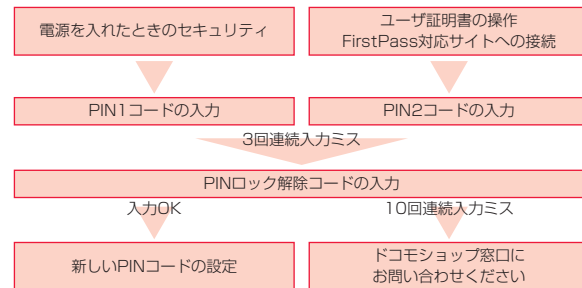 電源を入れたときのセキュリティ
ユーザ証明書の操作
FirstPass対応サイトへの接続
PIN1コードの入力
PIN2コードの入力
3回連続入力ミス
PINロック解除コードの入力
入力OK
10回連続入力ミス
新しいPINコードの設定
ドコモショップ窓口に
お問い合わせください